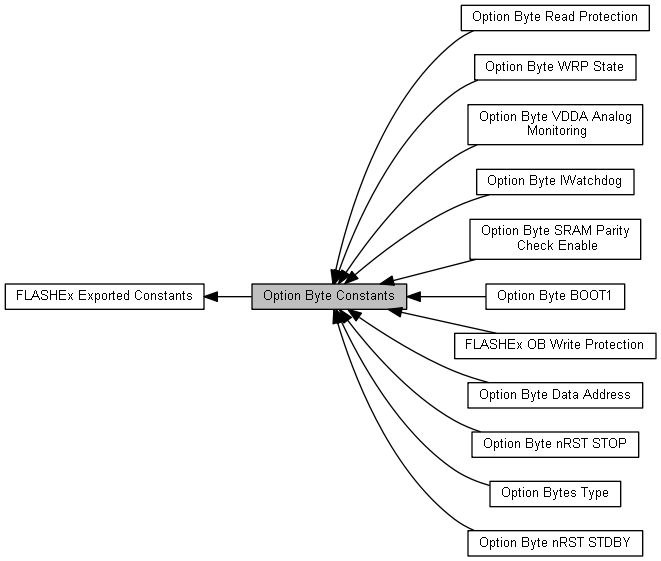 Option Byte Read Protection
Option Byte WRP State
Option Byte VDDA Analog
Monitoring
Option Byte IWatchdog
Option Byte SRAM Parity
Check Enable
FLASHEx Exported Constants
Option Byte Constants
Option Byte BOOT1
FLASHEx OB Write Protection
Option Byte Data Address
Option Byte nRST STOP
Option Bytes Type
Option Byte nRST STDBY